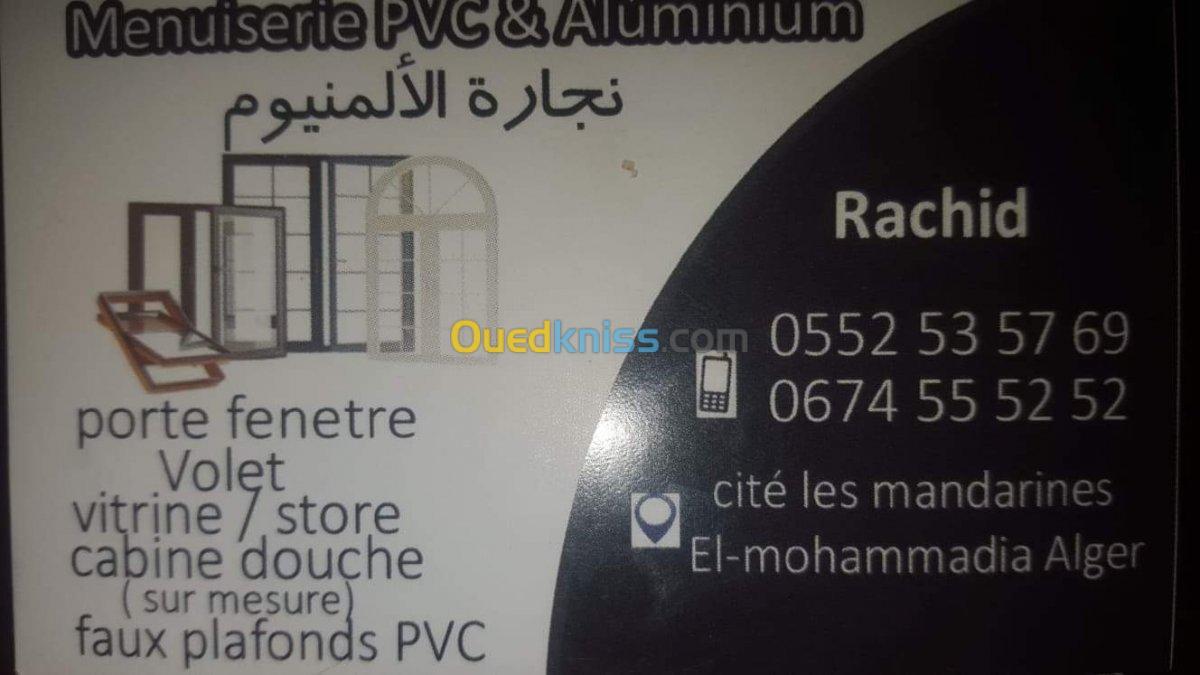 Menuiserie PVC & Aluminium
نجارة الألمنيوم
porte fenetre
Volet
vitrine / store
cabine douche
( sur mesure)
faux plafonds PVC
Ouedkniss.com
Rachid
0552 53 57 69
0674 55 52 52
cité les mandarines
El-mohammadia Alger